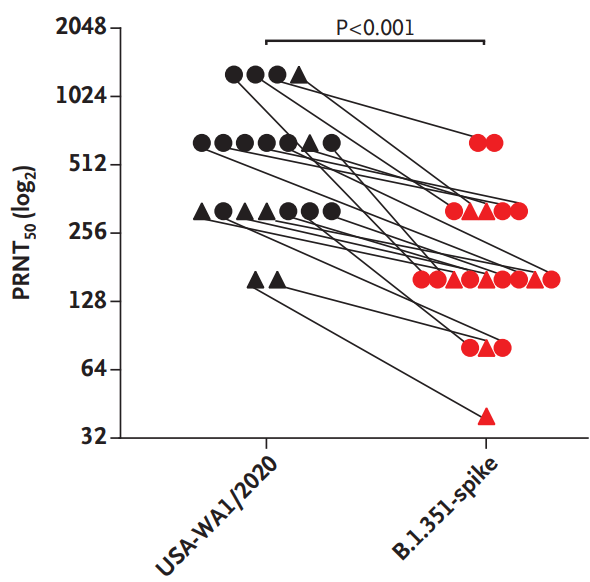 P<0.001
2048
1024
512
256
128
64
32
PRNT50 (log2)
USA-WA1/2020
B.1.351-spike